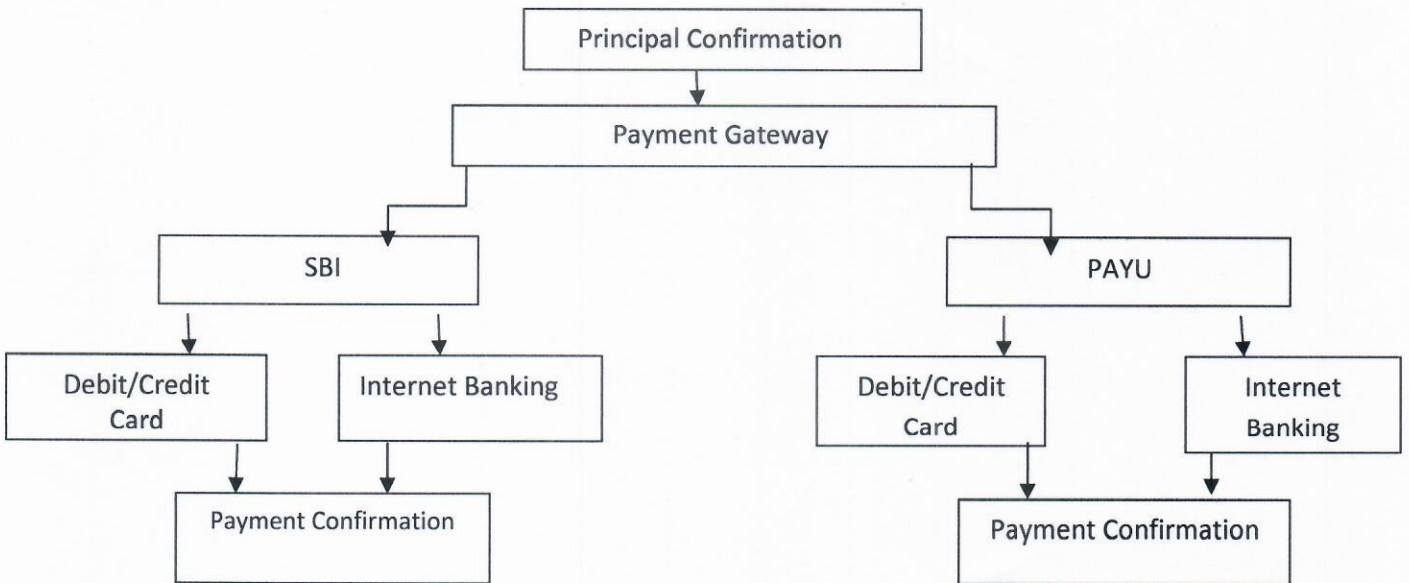 Principal Confirmation
Payment Gateway
SBI
PAYU
Debit/Credit
Card
Internet Banking
Debit/Credit
Card
Internet
Banking
Payment Confirmation
Payment Confirmation